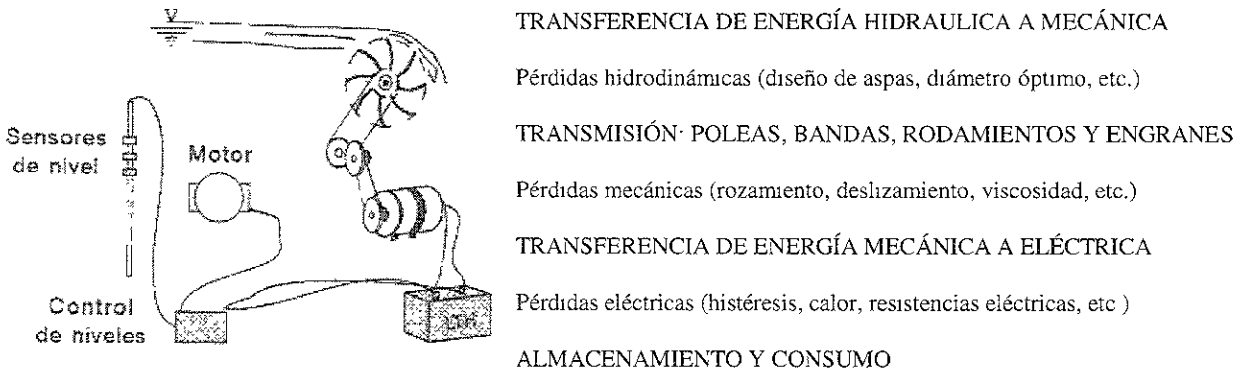 TRANSFERENCIA DE ENERGÍA HIDRAULICA A MECÁNICA
Pérdidas hidrodinámicas (diseño de aspas, diámetro óptimo, etc.)
TRANSMISIÓN· POLEAS, BANDAS, RODAMIENTOS Y ENGRANES
Pérdidas mecánicas (rozamiento, deslizamiento, viscosidad, etc.)
TRANSFERENCIA DE ENERGÍA MECÁNICA A ELÉCTRICA
Pérdidas eléctricas (histéresis, calor, resistencias eléctricas, etc )
ALMACENAMIENTO Y CONSUMO
Sensores
de nivel
Motor
Control
de niveles